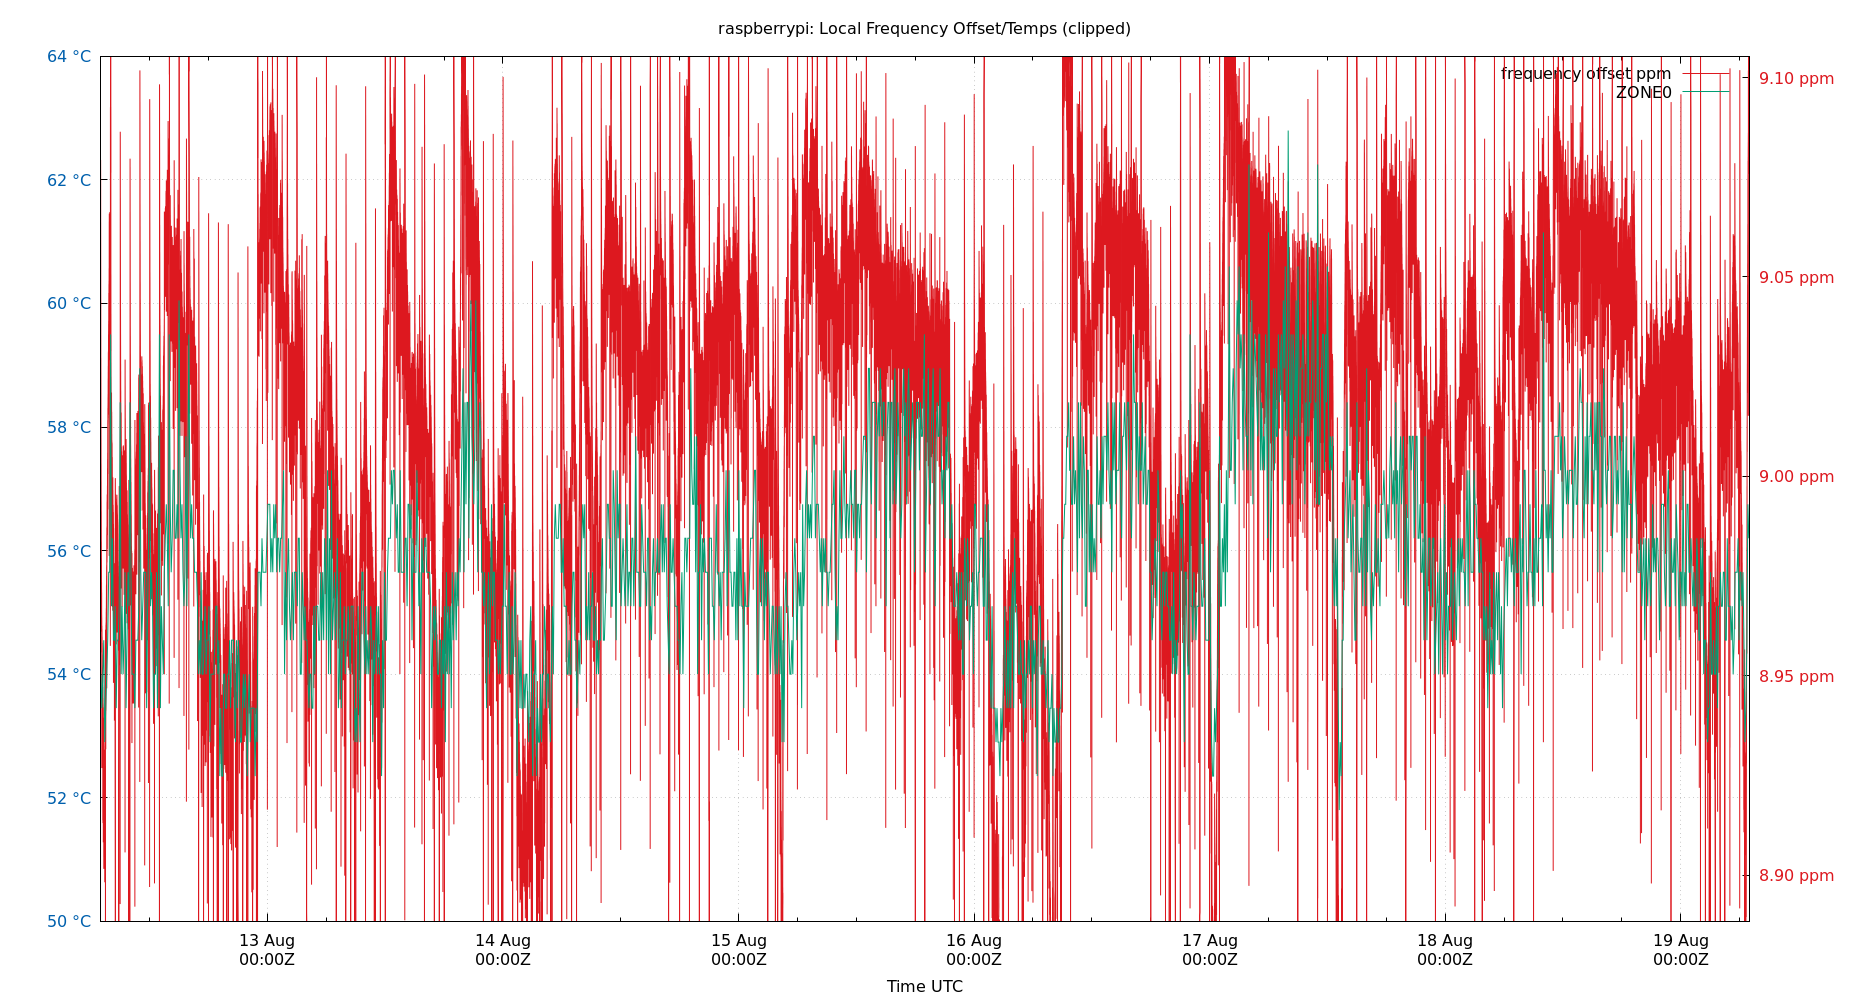 raspberrypi: Local Frequency Offset/Temps (clipped)
64 °C
62 °C
60 °C
58 °C
56 °C
54 °C
52 °C
50 °C
frequency offset ppm
ZONE0
9.10 ppm
9.05 ppm
9.00 ppm
8.95 ppm
8.90 ppm
13 Aug
00:00Z
14 Aug
00:00Z
15 Aug
00:00Z
16 Aug
00:00Z
17 Aug
00:00Z
18 Aug
00:00Z
19 Aug
00:00Z
Time UTC